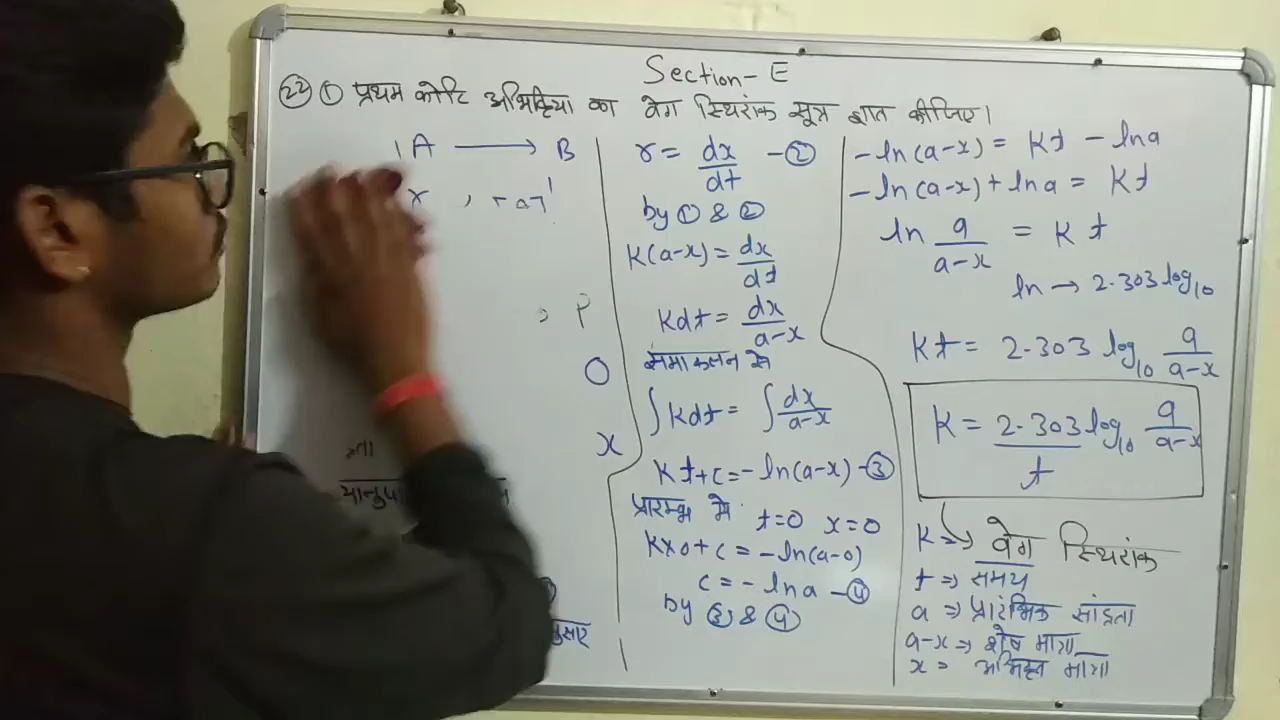 Section-E
22 ① प्रथम कोटि अभिक्रिया का वेग स्थिरांक सूत्र ज्ञात कीजिए।
A ⟶ B
P
O
x
r = dx/dt -②
by ① & ②
K(a-x) = dx/dt
Kdt = dx/a-x
समाकलन से
∫Kdt = ∫dx/a-x
Kt+c = -ln(a-x) -③
प्रारम्भ मे t=0 x=0
K×0+c = -ln(a-0)
c = -ln a -④
by ③ & ④
-ln(a-x) = Kt - lna
-ln(a-x)+lna = Kt
ln a/a-x = Kt
ln → 2.303 log₁₀
Kt = 2.303 log₁₀ a/a-x
K = 2.303/t log₁₀ a/a-x
K => वेग स्थिरांक
t => समय
a => प्रारंभिक सांद्रता
a-x => शेष मात्रा
x = अभिकृत मात्रा